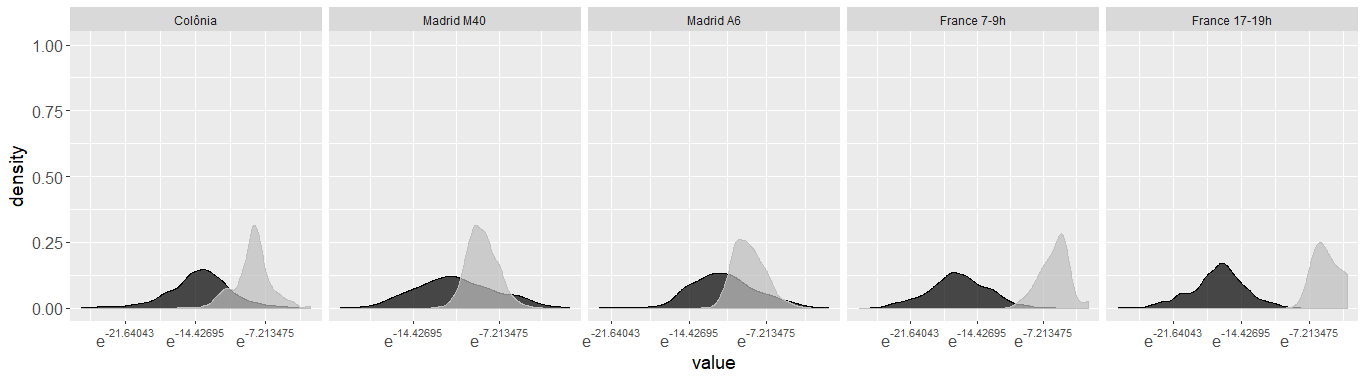 Colônia Madrid M40 Madrid A6 France 7-9h France 17-19h
1.00
0.75
0.50
0.25
0.00
density
e-21.64043 e-14.42695 e-7.213475 e-14.42695 e-7.213475 e-21.64043 e-14.42695 e-7.213475 e-21.64043 e-14.42695 e-7.213475 e-21.64043 e-14.42695 e-7.213475
value